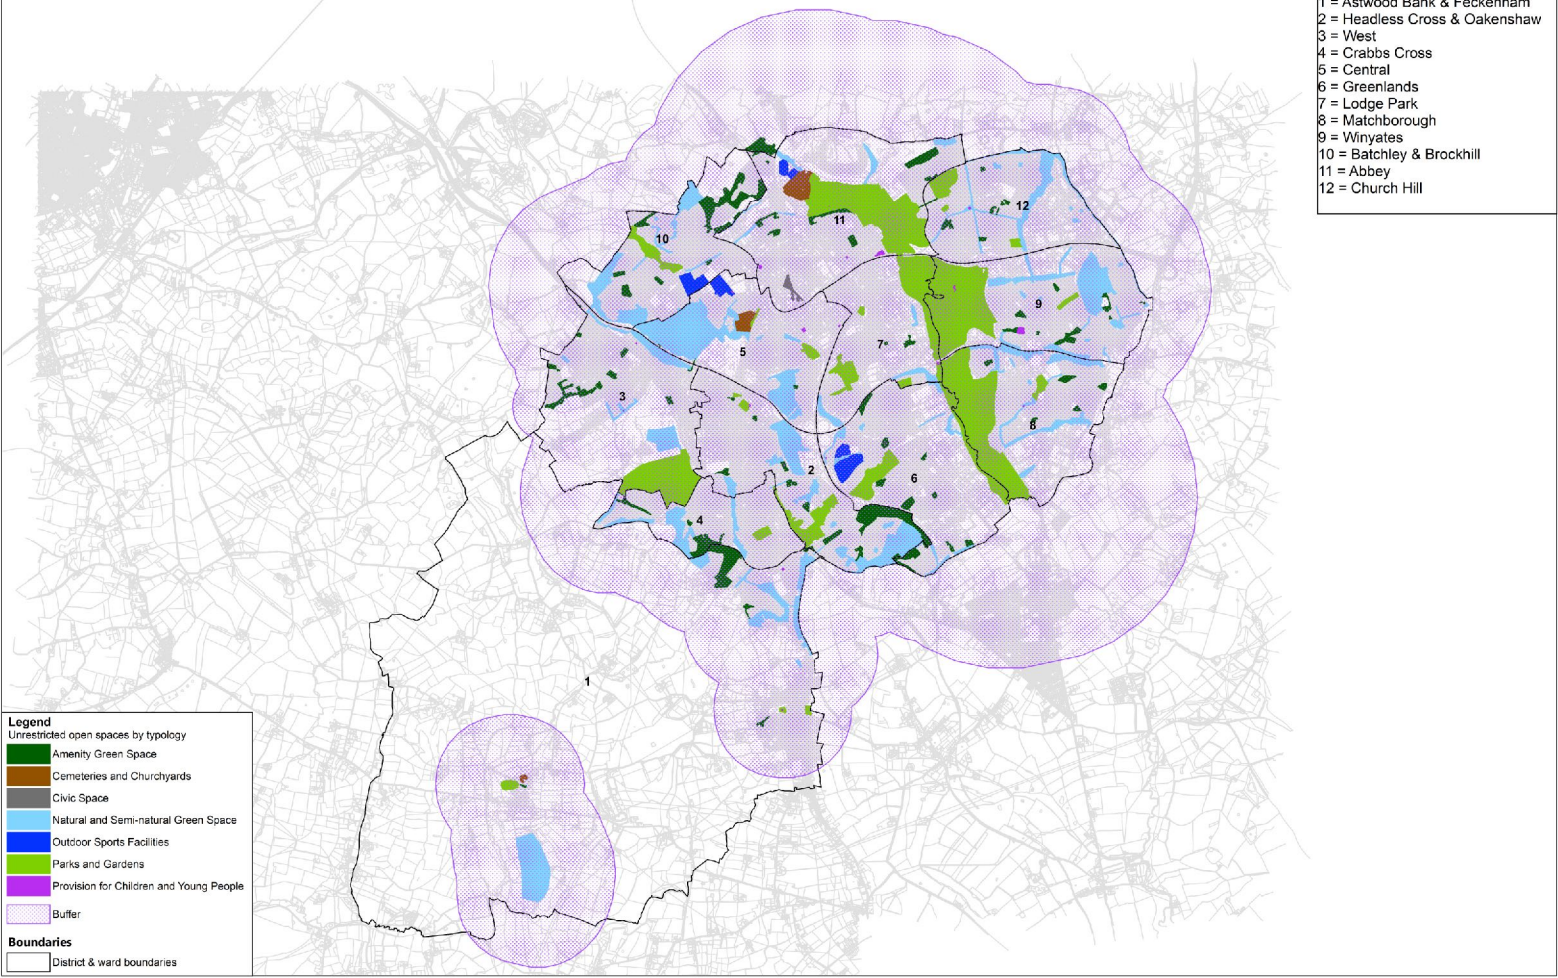 1 = Astwood Bank & Feckenham
2 = Headless Cross & Oakenshaw
3 = West
4 = Crabbs Cross
5 = Central
6 = Greenlands
7 = Lodge Park
8 = Matchborough
9 = Winyates
10 = Batchley & Brockhill
11 = Abbey
12 = Church Hill
12
11
10
9
5
7
3
8
2
6
4
1
Legend
Unrestricted open spaces by typology
Amenity Green Space
Cemeteries and Churchyards
Civic Space
Natural and Semi-natural Green Space
Outdoor Sports Facilities
Parks and Gardens
Provision for Children and Young People
Buffer
Boundaries
District & ward boundaries